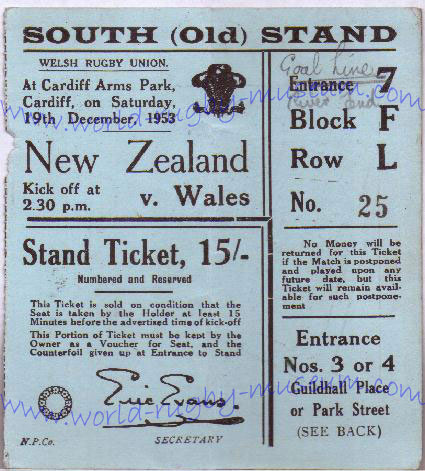 SOUTH (Old) STAND
WELSH RUGBY UNION.
At Cardiff Arms Park,
Cardiff, on Saturday,
19th December, 1953
New Zealand
Kick off at
2.30 p.m.
v. Wales
Stand Ticket, 15/-
Numbered and Reserved
This Ticket is sold on condition that the
Seat is taken by the Holder at least 15
Minutes before the advertised time of kick-off
This Portion of Ticket must be kept by the
Owner as a Voucher for Seat, and
the Counterfoil given up at Entrance to Stand
Eric Evans.
N.P.Co.
SECRETARY
Goal Line
Entrance 7
River End
Block F
Row L
No. 25
No Money will be
returned for this Ticket
if the Match is postponed
and played upon any
future date, but this
Ticket will remain avail-
able for such postpone-
ment
Entrance
Nos. 3 or 4
Guildhall Place
or Park Street
(SEE BACK)
www.world-rugby-museum.com
www.world-rugby-museum.com